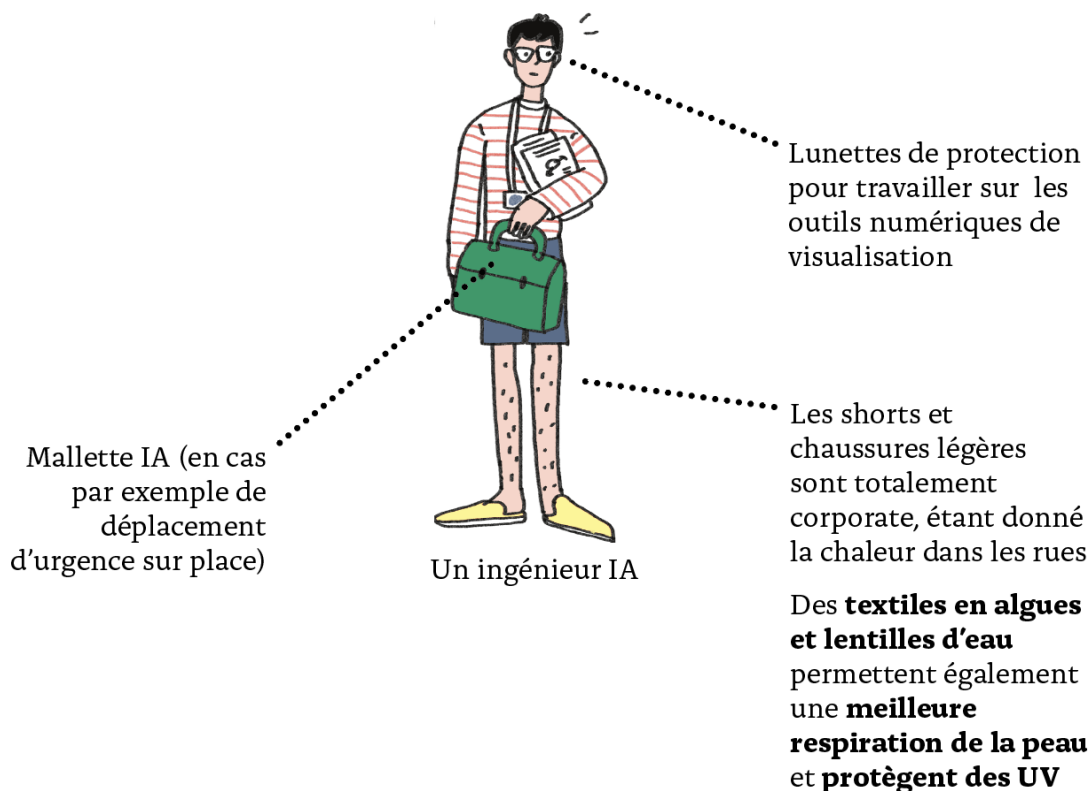 Lunettes de protection
pour travailler sur les
outils numériques de
visualisation
Mallette IA (en cas
par exemple de
déplacement
d'urgence sur place)
Un ingénieur IA
Les shorts et
chaussures légères
sont totalement
corporate, étant donné
la chaleur dans les rues
Des textiles en algues
et lentilles d'eau
permettent également
une meilleure
respiration de la peau
et protègent des UV